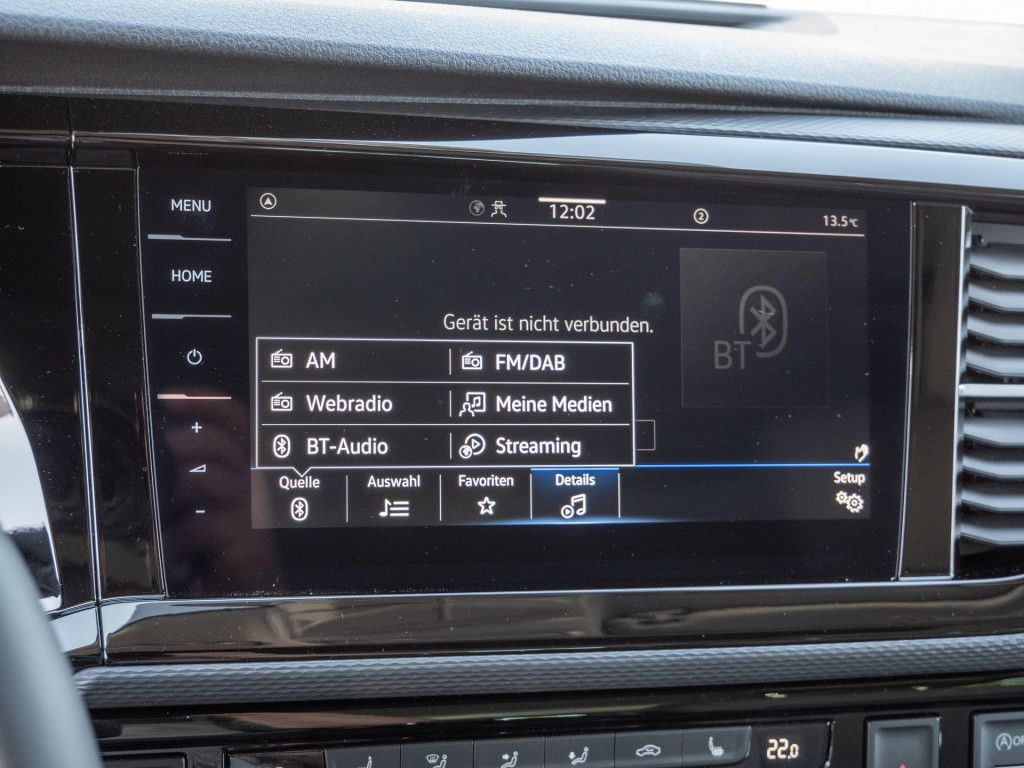 MENU
HOME
12:02
2
13.5°C
Gerät ist nicht verbunden.
BT
AM
FM/DAB
Webradio
Meine Medien
BT-Audio
Streaming
Quelle
Auswahl
Favoriten
Details
Setup
+
−
22.0